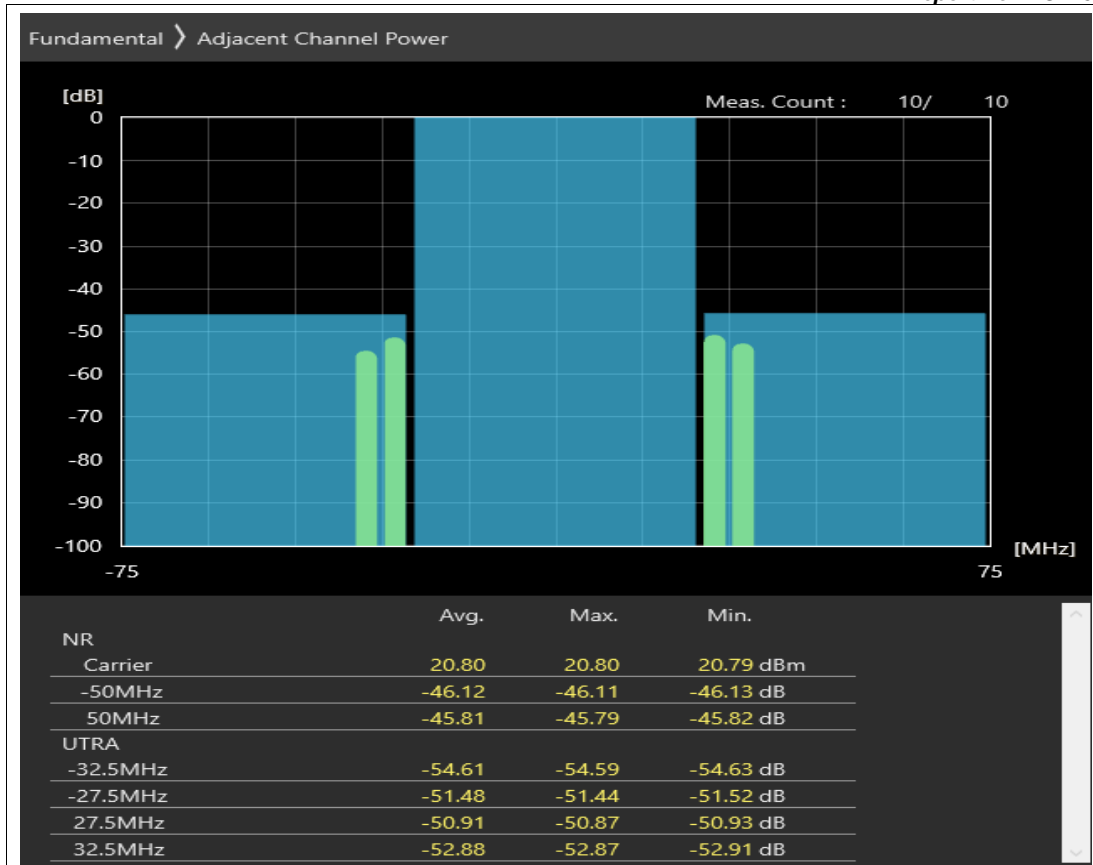 Fundamental ❭ Adjacent Channel Power
[dB]
Meas. Count : 10/ 10
0
-10
-20
-30
-40
-50
-60
-70
-80
-90
-100
[MHz]
-75 75
Avg. Max. Min.
NR
Carrier 20.80 20.80 20.79 dBm
-50MHz -46.12 -46.11 -46.13 dB
50MHz -45.81 -45.79 -45.82 dB
UTRA
-32.5MHz -54.61 -54.59 -54.63 dB
-27.5MHz -51.48 -51.44 -51.52 dB
27.5MHz -50.91 -50.87 -50.93 dB
32.5MHz -52.88 -52.87 -52.91 dB